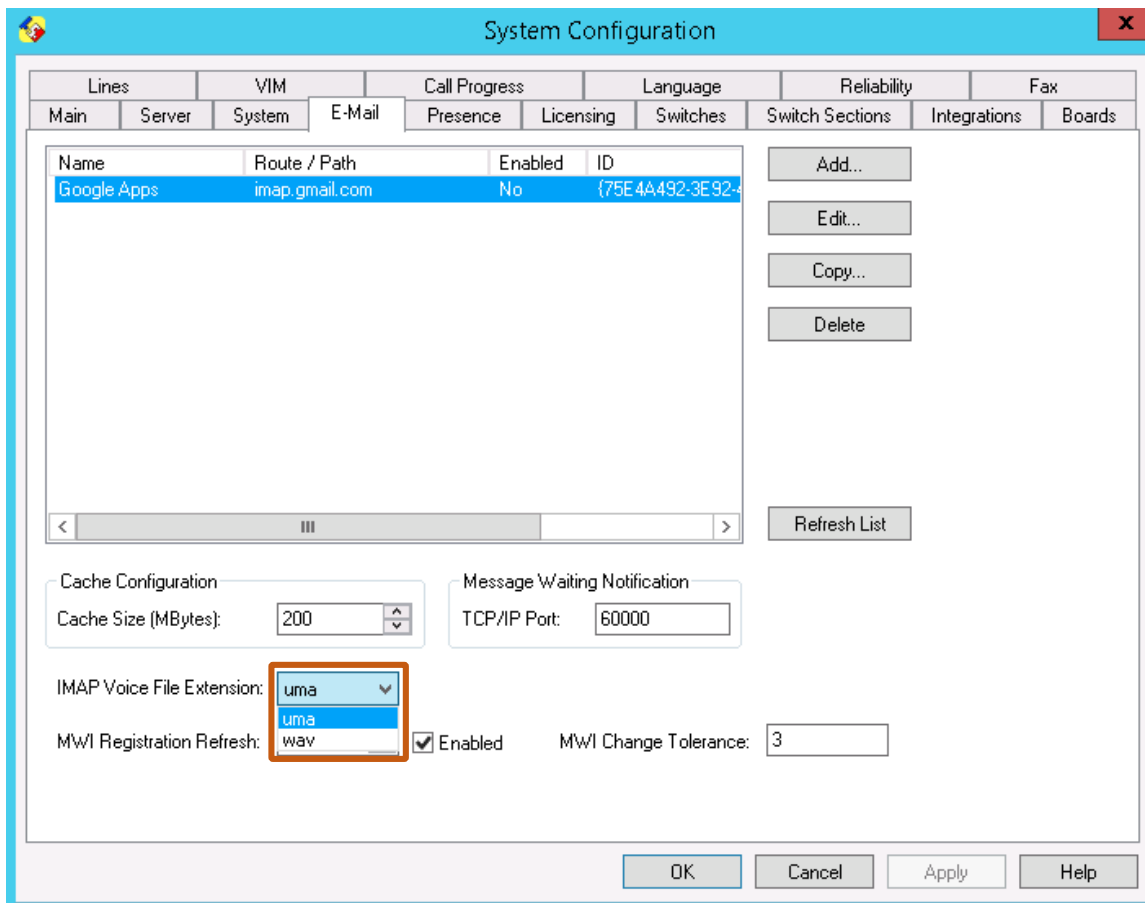 System Configuration
x
Lines VIM Call Progress Language Reliability Fax
Main Server System E-Mail Presence Licensing Switches Switch Sections Integrations Boards
Name Route / Path Enabled ID
Google Apps imap.gmail.com No {75E4A492-3E92-4
Add...
Edit...
Copy...
Delete
Refresh List
Cache Configuration Message Waiting Notification
Cache Size (MBytes): 200 TCP/IP Port: 60000
IMAP Voice File Extension: uma
uma
wav
MWI Registration Refresh: Enabled MWI Change Tolerance: 3
OK Cancel Apply Help